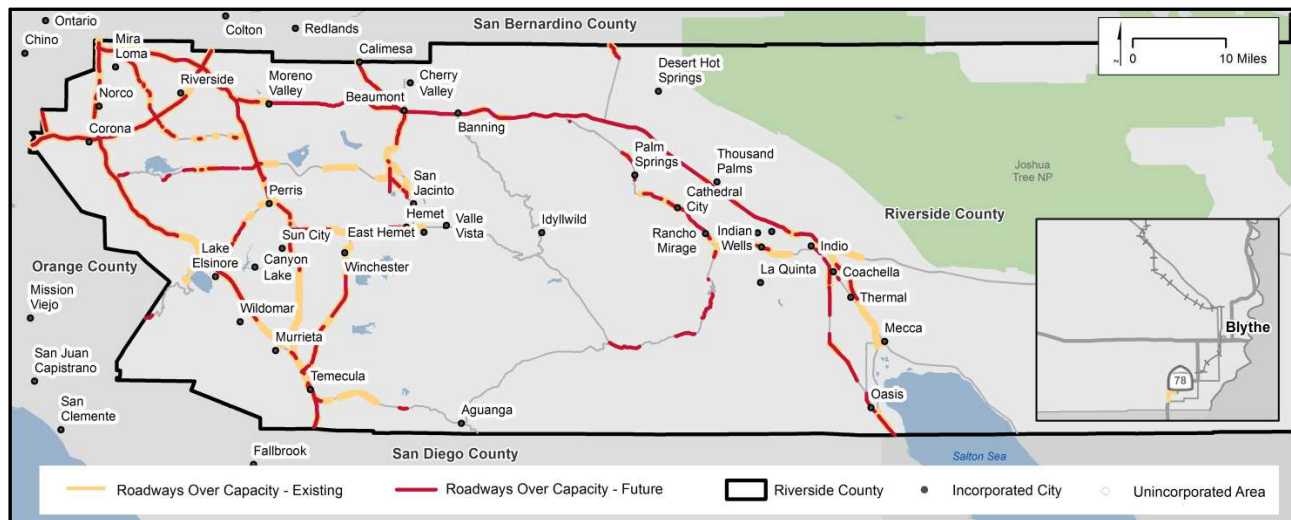 San Bernardino County
Ontario
Colton
Redlands
Chino
Mira
Loma
Calimesa
Riverside
Moreno
Valley
Cherry
Valley
Desert Hot
Springs
Norco
Beaumont
Banning
Corona
Palm
Springs
Thousand
Palms
Joshua
Tree NP
San
Jacinto
Perris
Cathedral
City
Riverside County
Hemet
Valle
Vista
Idyllwild
Sun City
East Hemet
Rancho
Mirage
Indian
Wells
Indio
Lake
Elsinore
Canyon
Lake
Winchester
La Quinta
Coachella
Orange County
Mission
Viejo
Thermal
Wildomar
Murrieta
Mecca
San Juan
Capistrano
Temecula
Oasis
San
Clemente
Aguanga
Fallbrook
San Diego County
Salton Sea
N
0 10 Miles
Blythe
78
Roadways Over Capacity - Existing
Roadways Over Capacity - Future
Riverside County
Incorporated City
Unincorporated Area